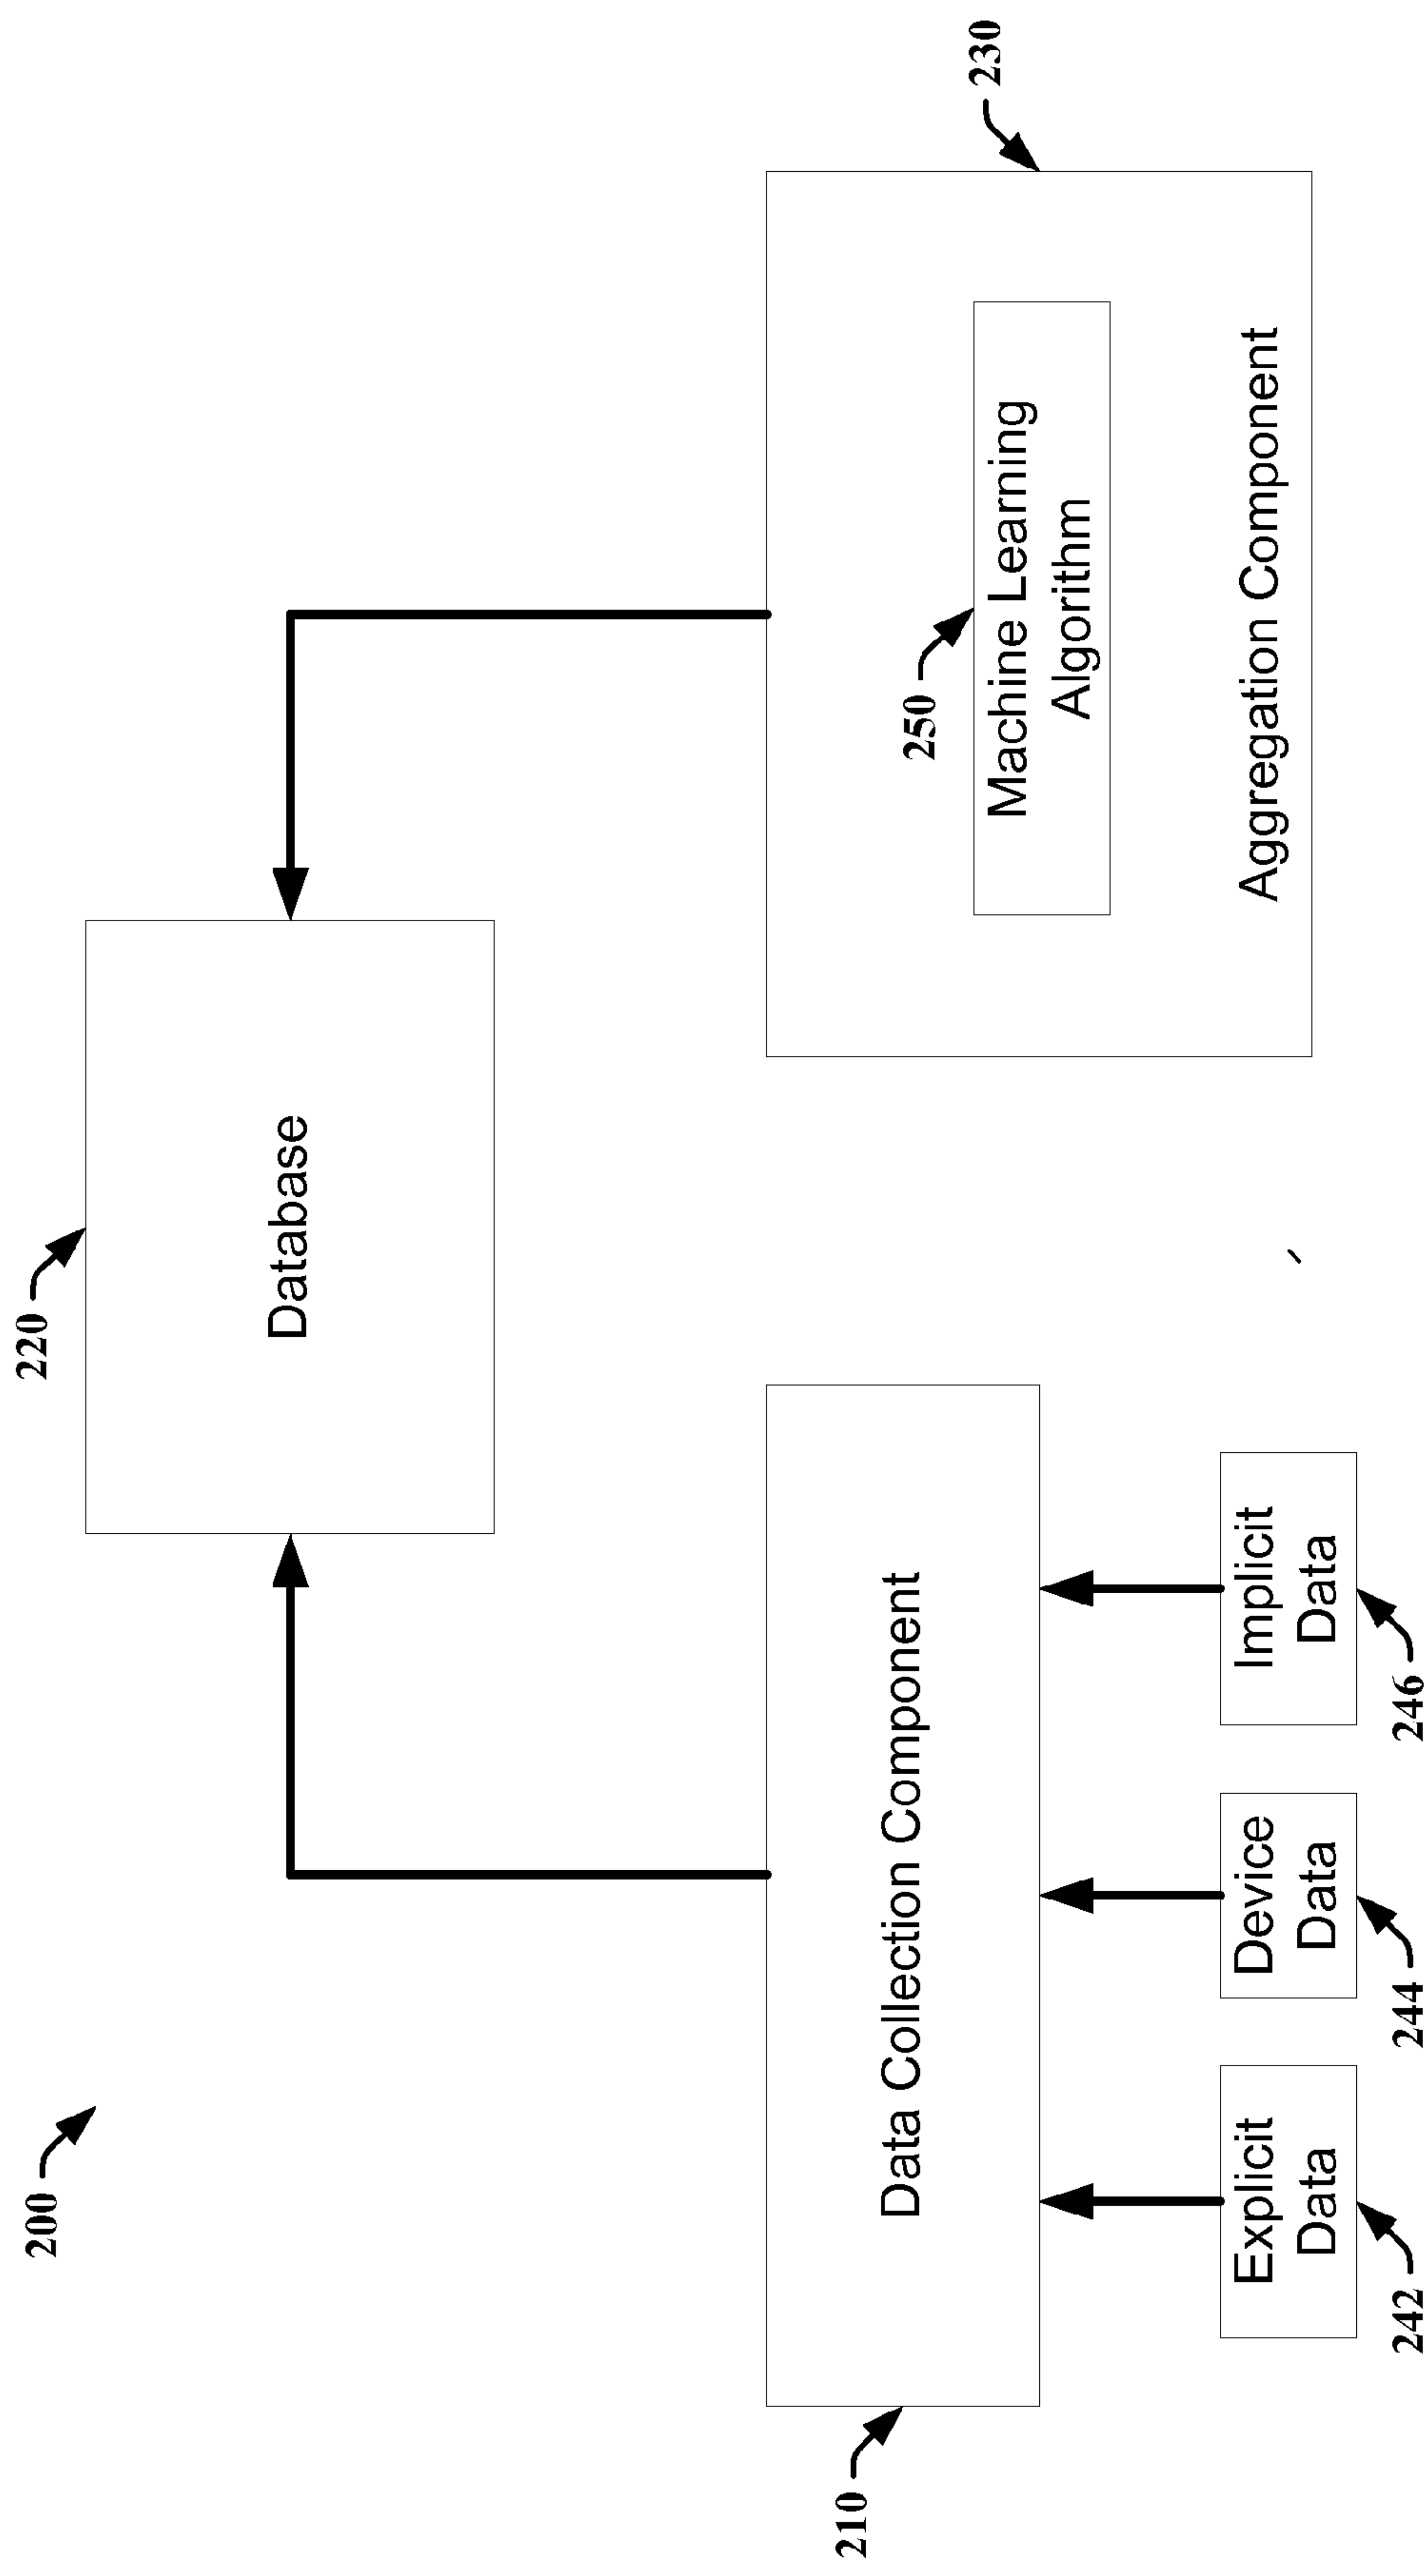 200
220
Database
210
Data Collection Component
250
Machine Learning
Algorithm
Aggregation Component
230
Explicit
Data
242
Device
Data
244
Implicit
Data
246